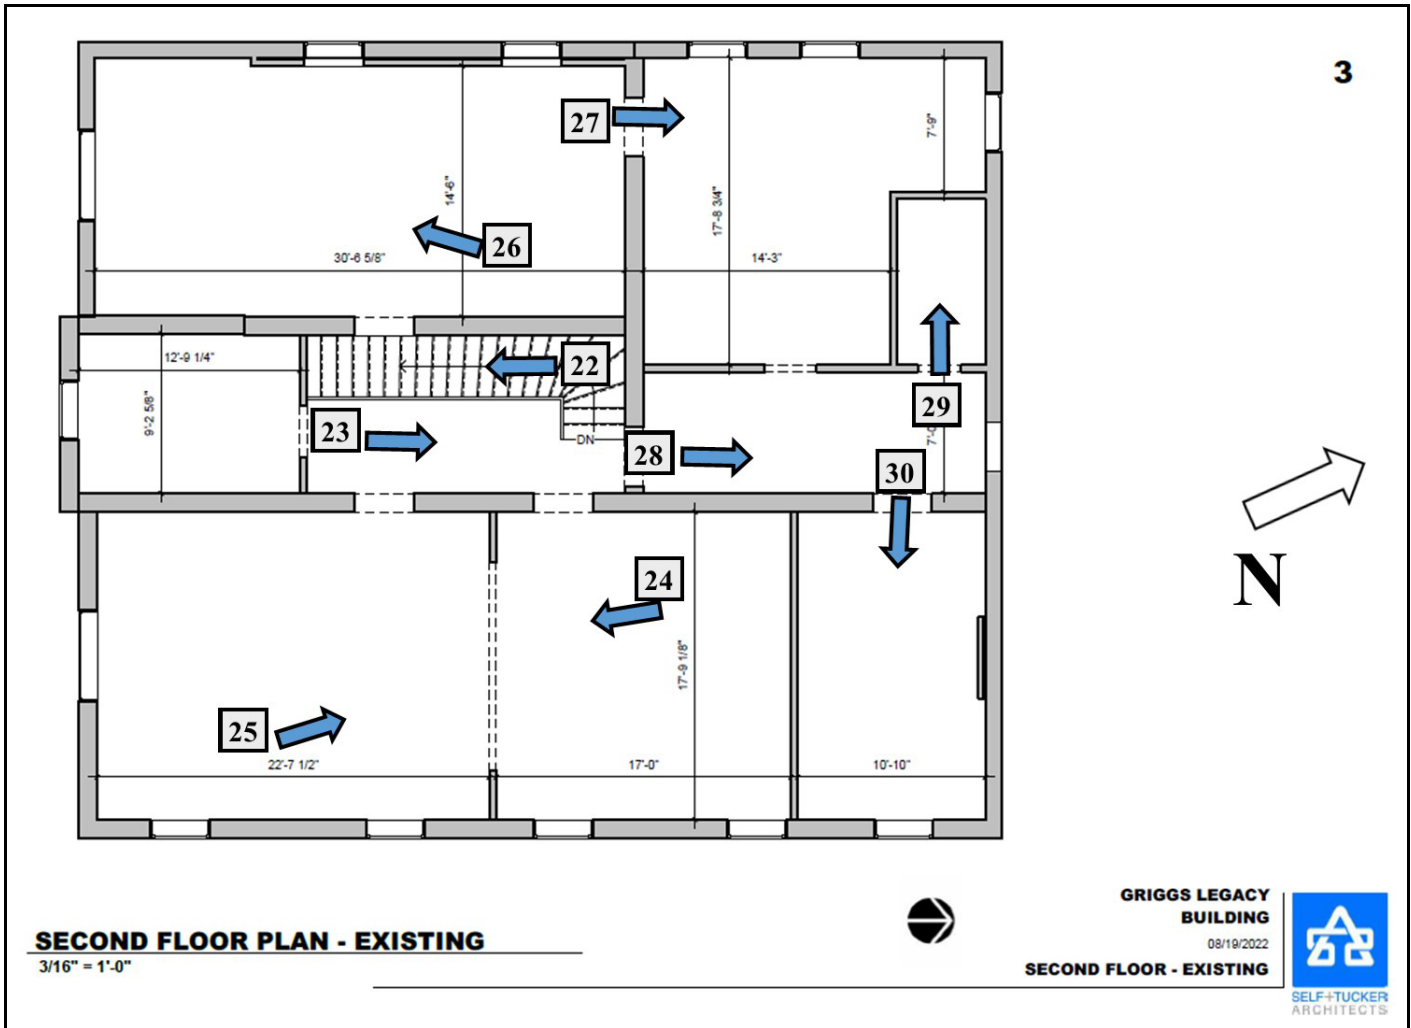 3
27
7'-9"
14'-6"
17'-8 3/4"
26
30'-6 5/8"
14'-3"
12'-9 1/4"
22
9'-2 5/8"
23
29
DN
28
7'-0
30
24
17'-9 1/8"
25
22'-7 1/2"
17'-0"
10'-10"
N
GRIGGS LEGACY
BUILDING
08/19/2022
SECOND FLOOR - EXISTING
SECOND FLOOR PLAN - EXISTING
3/16" = 1'-0"
SELF+TUCKER
ARCHITECTS